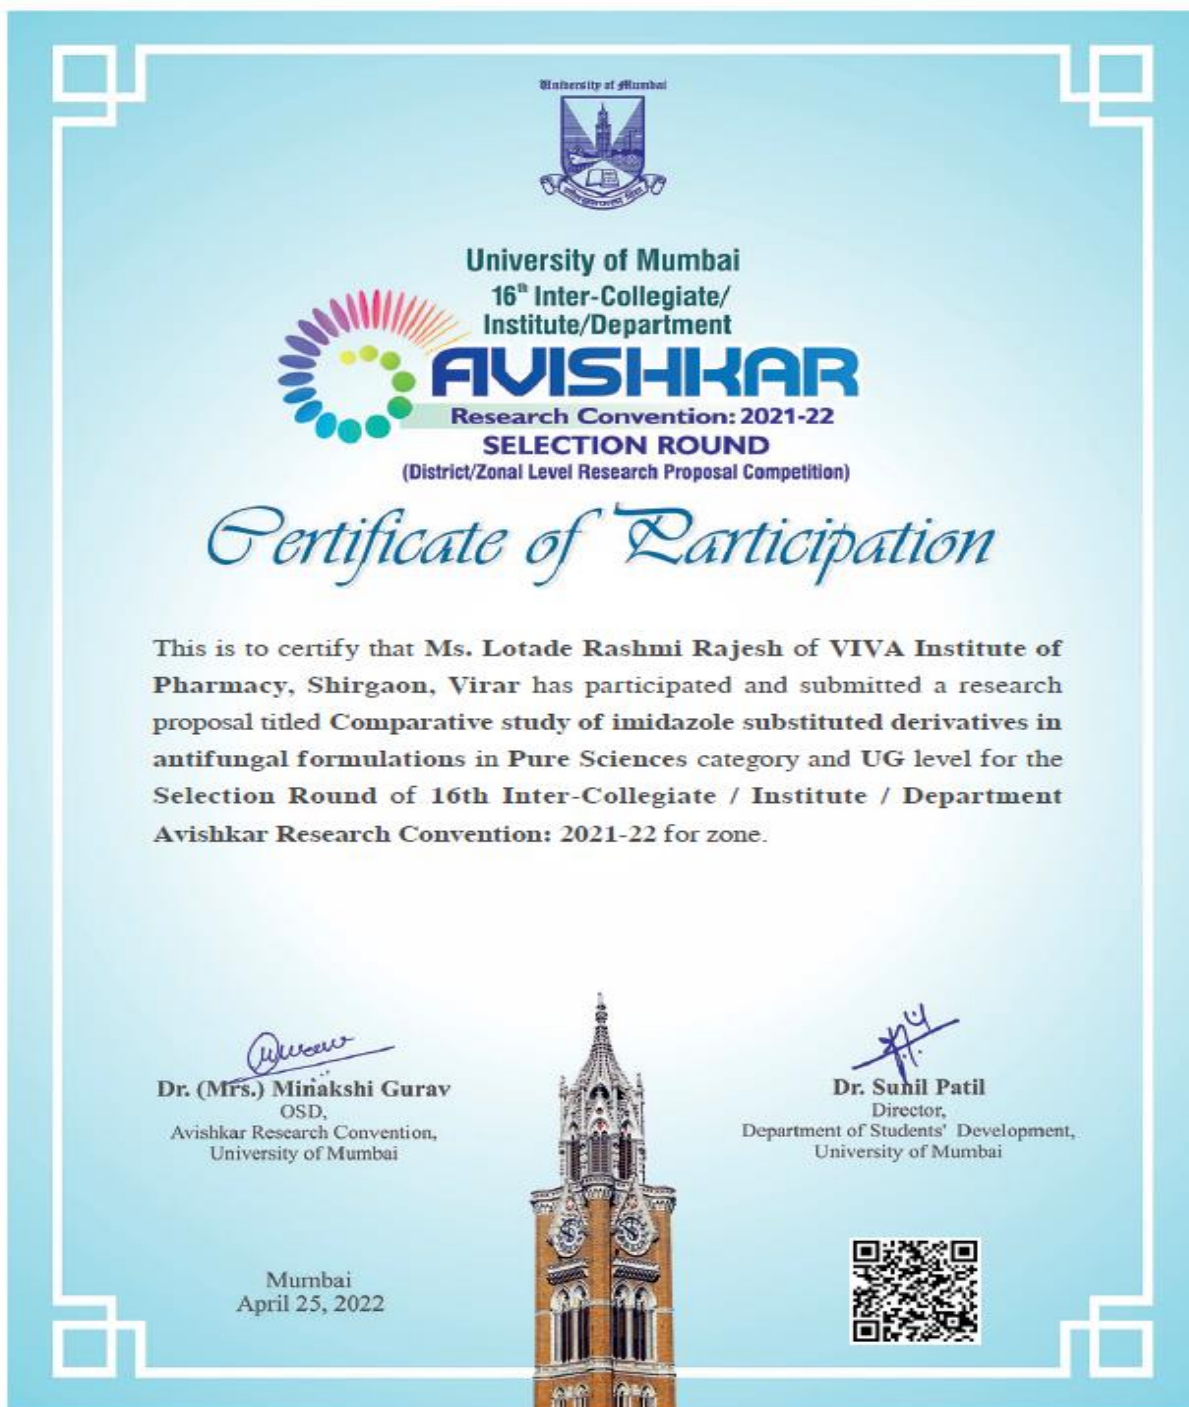 University of Mumbai
University of Mumbai
16th Inter-Collegiate/
Institute/Department
AVISHKAR
Research Convention: 2021-22
SELECTION ROUND
(District/Zonal Level Research Proposal Competition)
Certificate of Participation
This is to certify that Ms. Lotade Rashmi Rajesh of VIVA Institute of
Pharmacy, Shirgaon, Virar has participated and submitted a research
proposal titled Comparative study of imidazole substituted derivatives in
antifungal formulations in Pure Sciences category and UG level for the
Selection Round of 16th Inter-Collegiate / Institute / Department
Avishkar Research Convention: 2021-22 for zone.
Dr. (Mrs.) Minakshi Gurav
OSD,
Avishkar Research Convention,
University of Mumbai
Dr. Sunil Patil
Director,
Department of Students' Development,
University of Mumbai
Mumbai
April 25, 2022